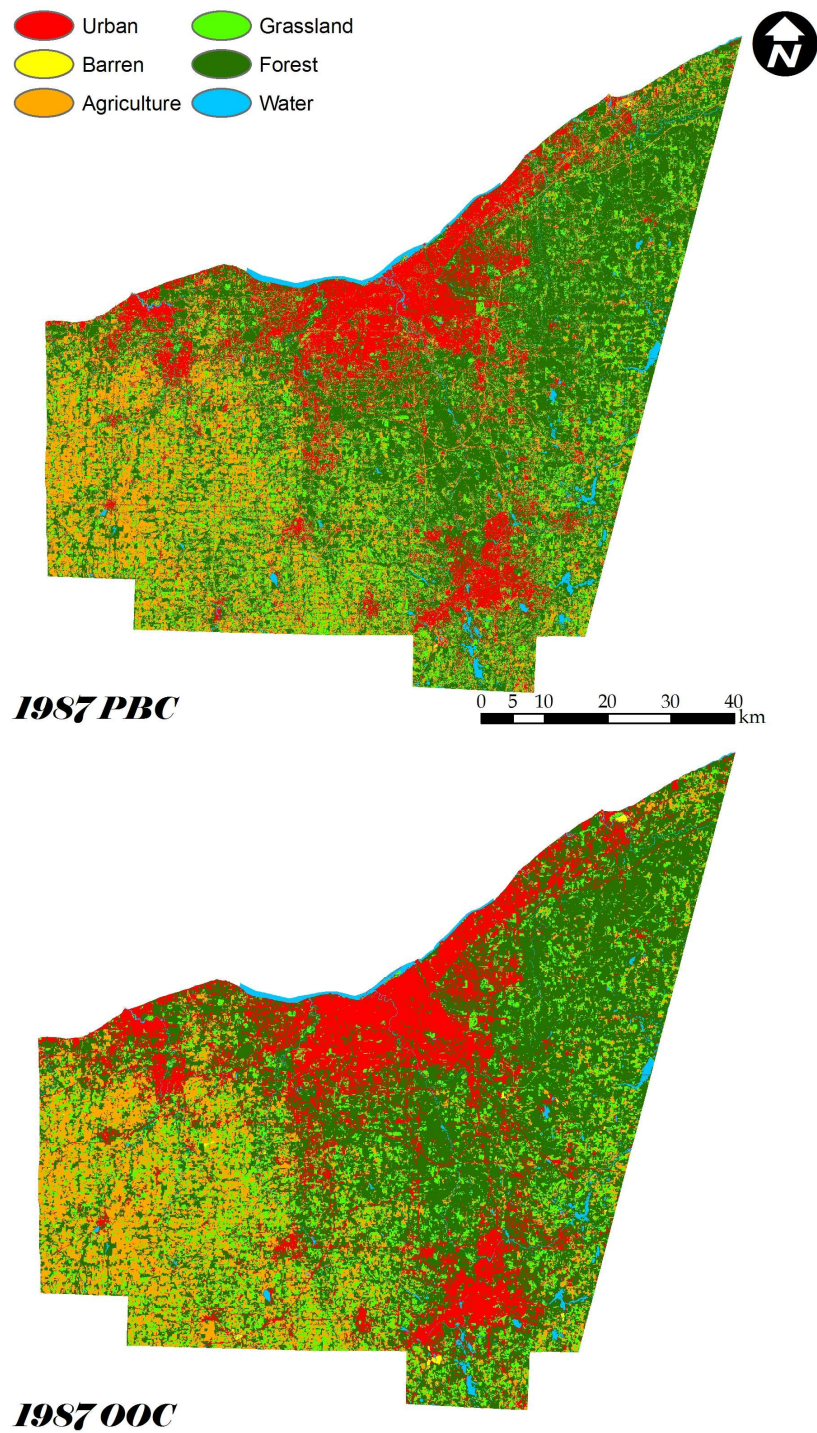 Urban Grassland
Barren Forest
Agriculture Water
N
1987 PBC
0 5 10 20 30 40
km
1987 OOC